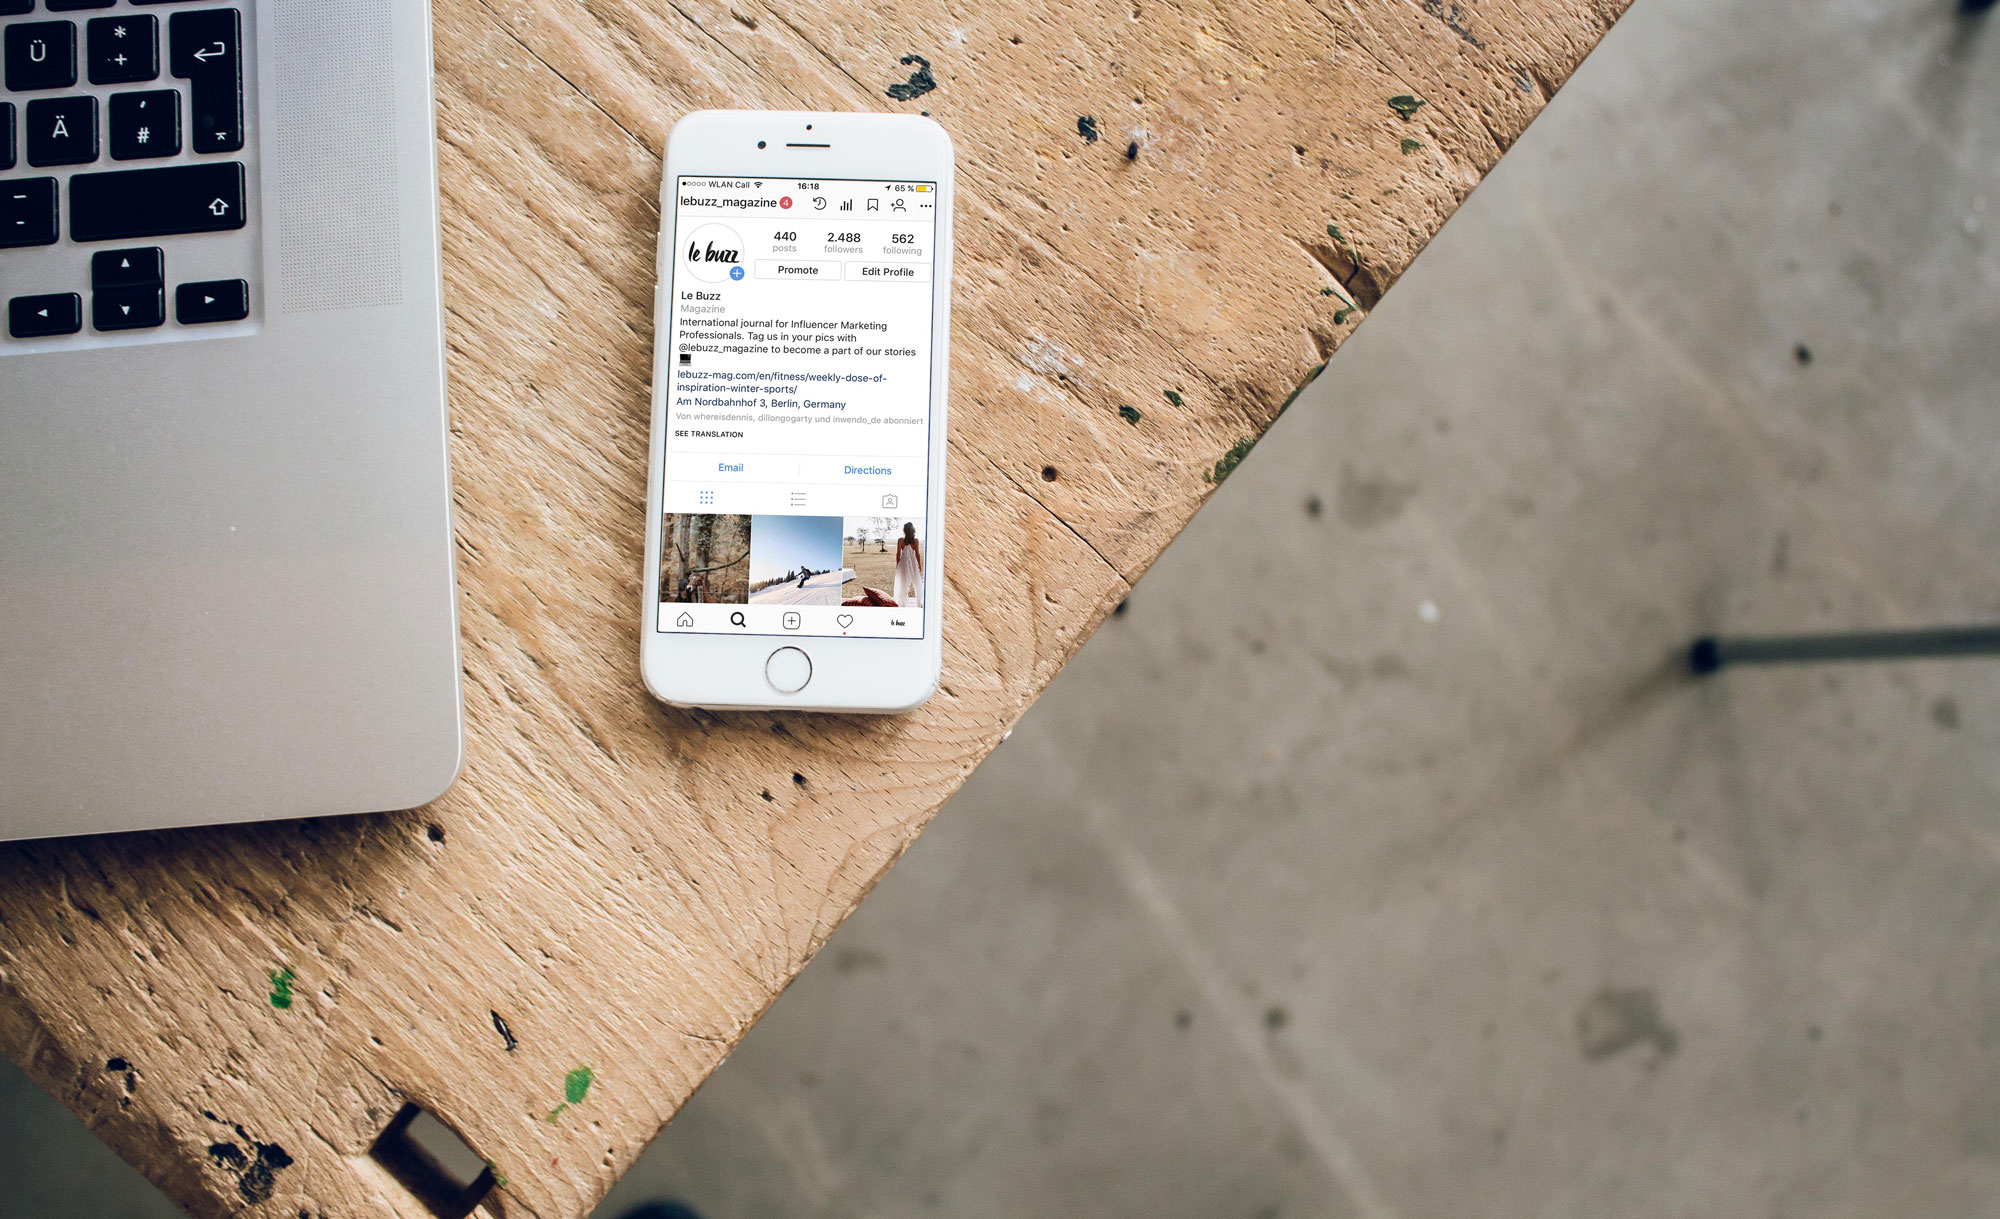 Ü
*
+
Ä
'
#
-
WLAN Call 16:18 65 %
lebuzz_magazine 4
le buzz
440 2.488 562
posts followers following
Promote Edit Profile
Le Buzz
Magazine
International journal for Influencer Marketing
Professionals. Tag us in your pics with
@lebuzz_magazine to become a part of our stories
lebuzz-mag.com/en/fitness/weekly-dose-of-
inspiration-winter-sports/
Am Nordbahnhof 3, Berlin, Germany
Von whereisdennis, dillongogarty und inwendo_de abonniert
SEE TRANSLATION
Email Directions
le buzz